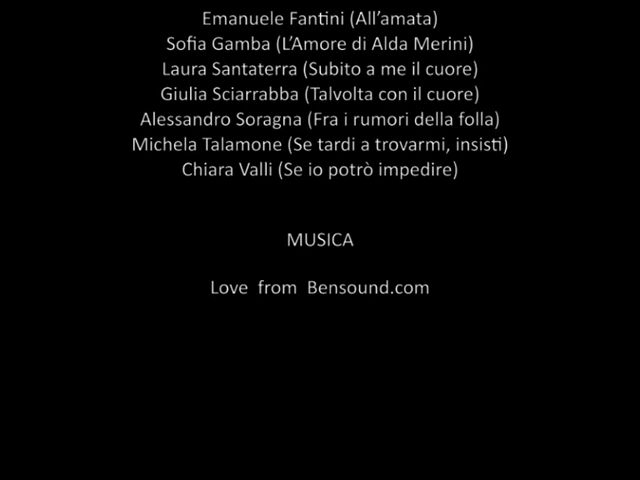 Emanuele Fantini (All’amata)
Sofia Gamba (L’Amore di Alda Merini)
Laura Santaterra (Subito a me il cuore)
Giulia Sciarrabba (Talvolta con il cuore)
Alessandro Soragna (Fra i rumori della folla)
Michela Talamone (Se tardi a trovarmi, insisti)
Chiara Valli (Se io potrò impedire)
MUSICA
Love from Bensound.com